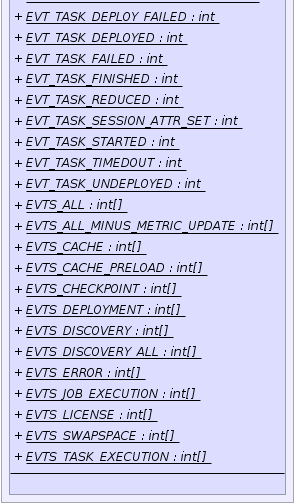 + EVT_TASK_DEPLOY_FAILED : int
+ EVT_TASK_DEPLOYED : int
+ EVT_TASK_FAILED : int
+ EVT_TASK_FINISHED : int
+ EVT_TASK_REDUCED : int
+ EVT_TASK_SESSION_ATTR_SET : int
+ EVT_TASK_STARTED : int
+ EVT_TASK_TIMEDOUT : int
+ EVT_TASK_UNDEPLOYED : int
+ EVTS_ALL : int[]
+ EVTS_ALL_MINUS_METRIC_UPDATE : int[]
+ EVTS_CACHE : int[]
+ EVTS_CACHE_PRELOAD : int[]
+ EVTS_CHECKPOINT : int[]
+ EVTS_DEPLOYMENT : int[]
+ EVTS_DISCOVERY : int[]
+ EVTS_DISCOVERY_ALL : int[]
+ EVTS_ERROR : int[]
+ EVTS_JOB_EXECUTION : int[]
+ EVTS_LICENSE : int[]
+ EVTS_SWAPSPACE : int[]
+ EVTS_TASK_EXECUTION : int[]